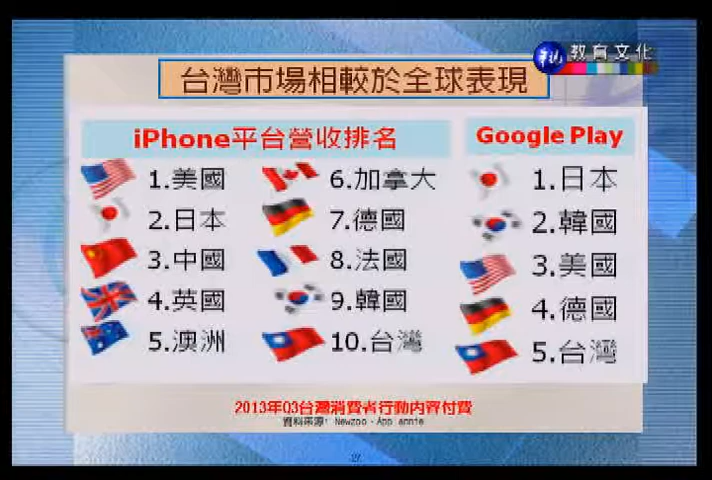 教育文化
台灣市場相較於全球表現
iPhone平台營收排名
1.美國
2.日本
3.中國
4.英國
5.澳洲
6.加拿大
7.德國
8.法國
9.韓國
10.台灣
Google Play
1.日本
2.韓國
3.美國
4.德國
5.台灣
2013年03台灣消費者行動內容付費
資料來源: Newzoo、App annie